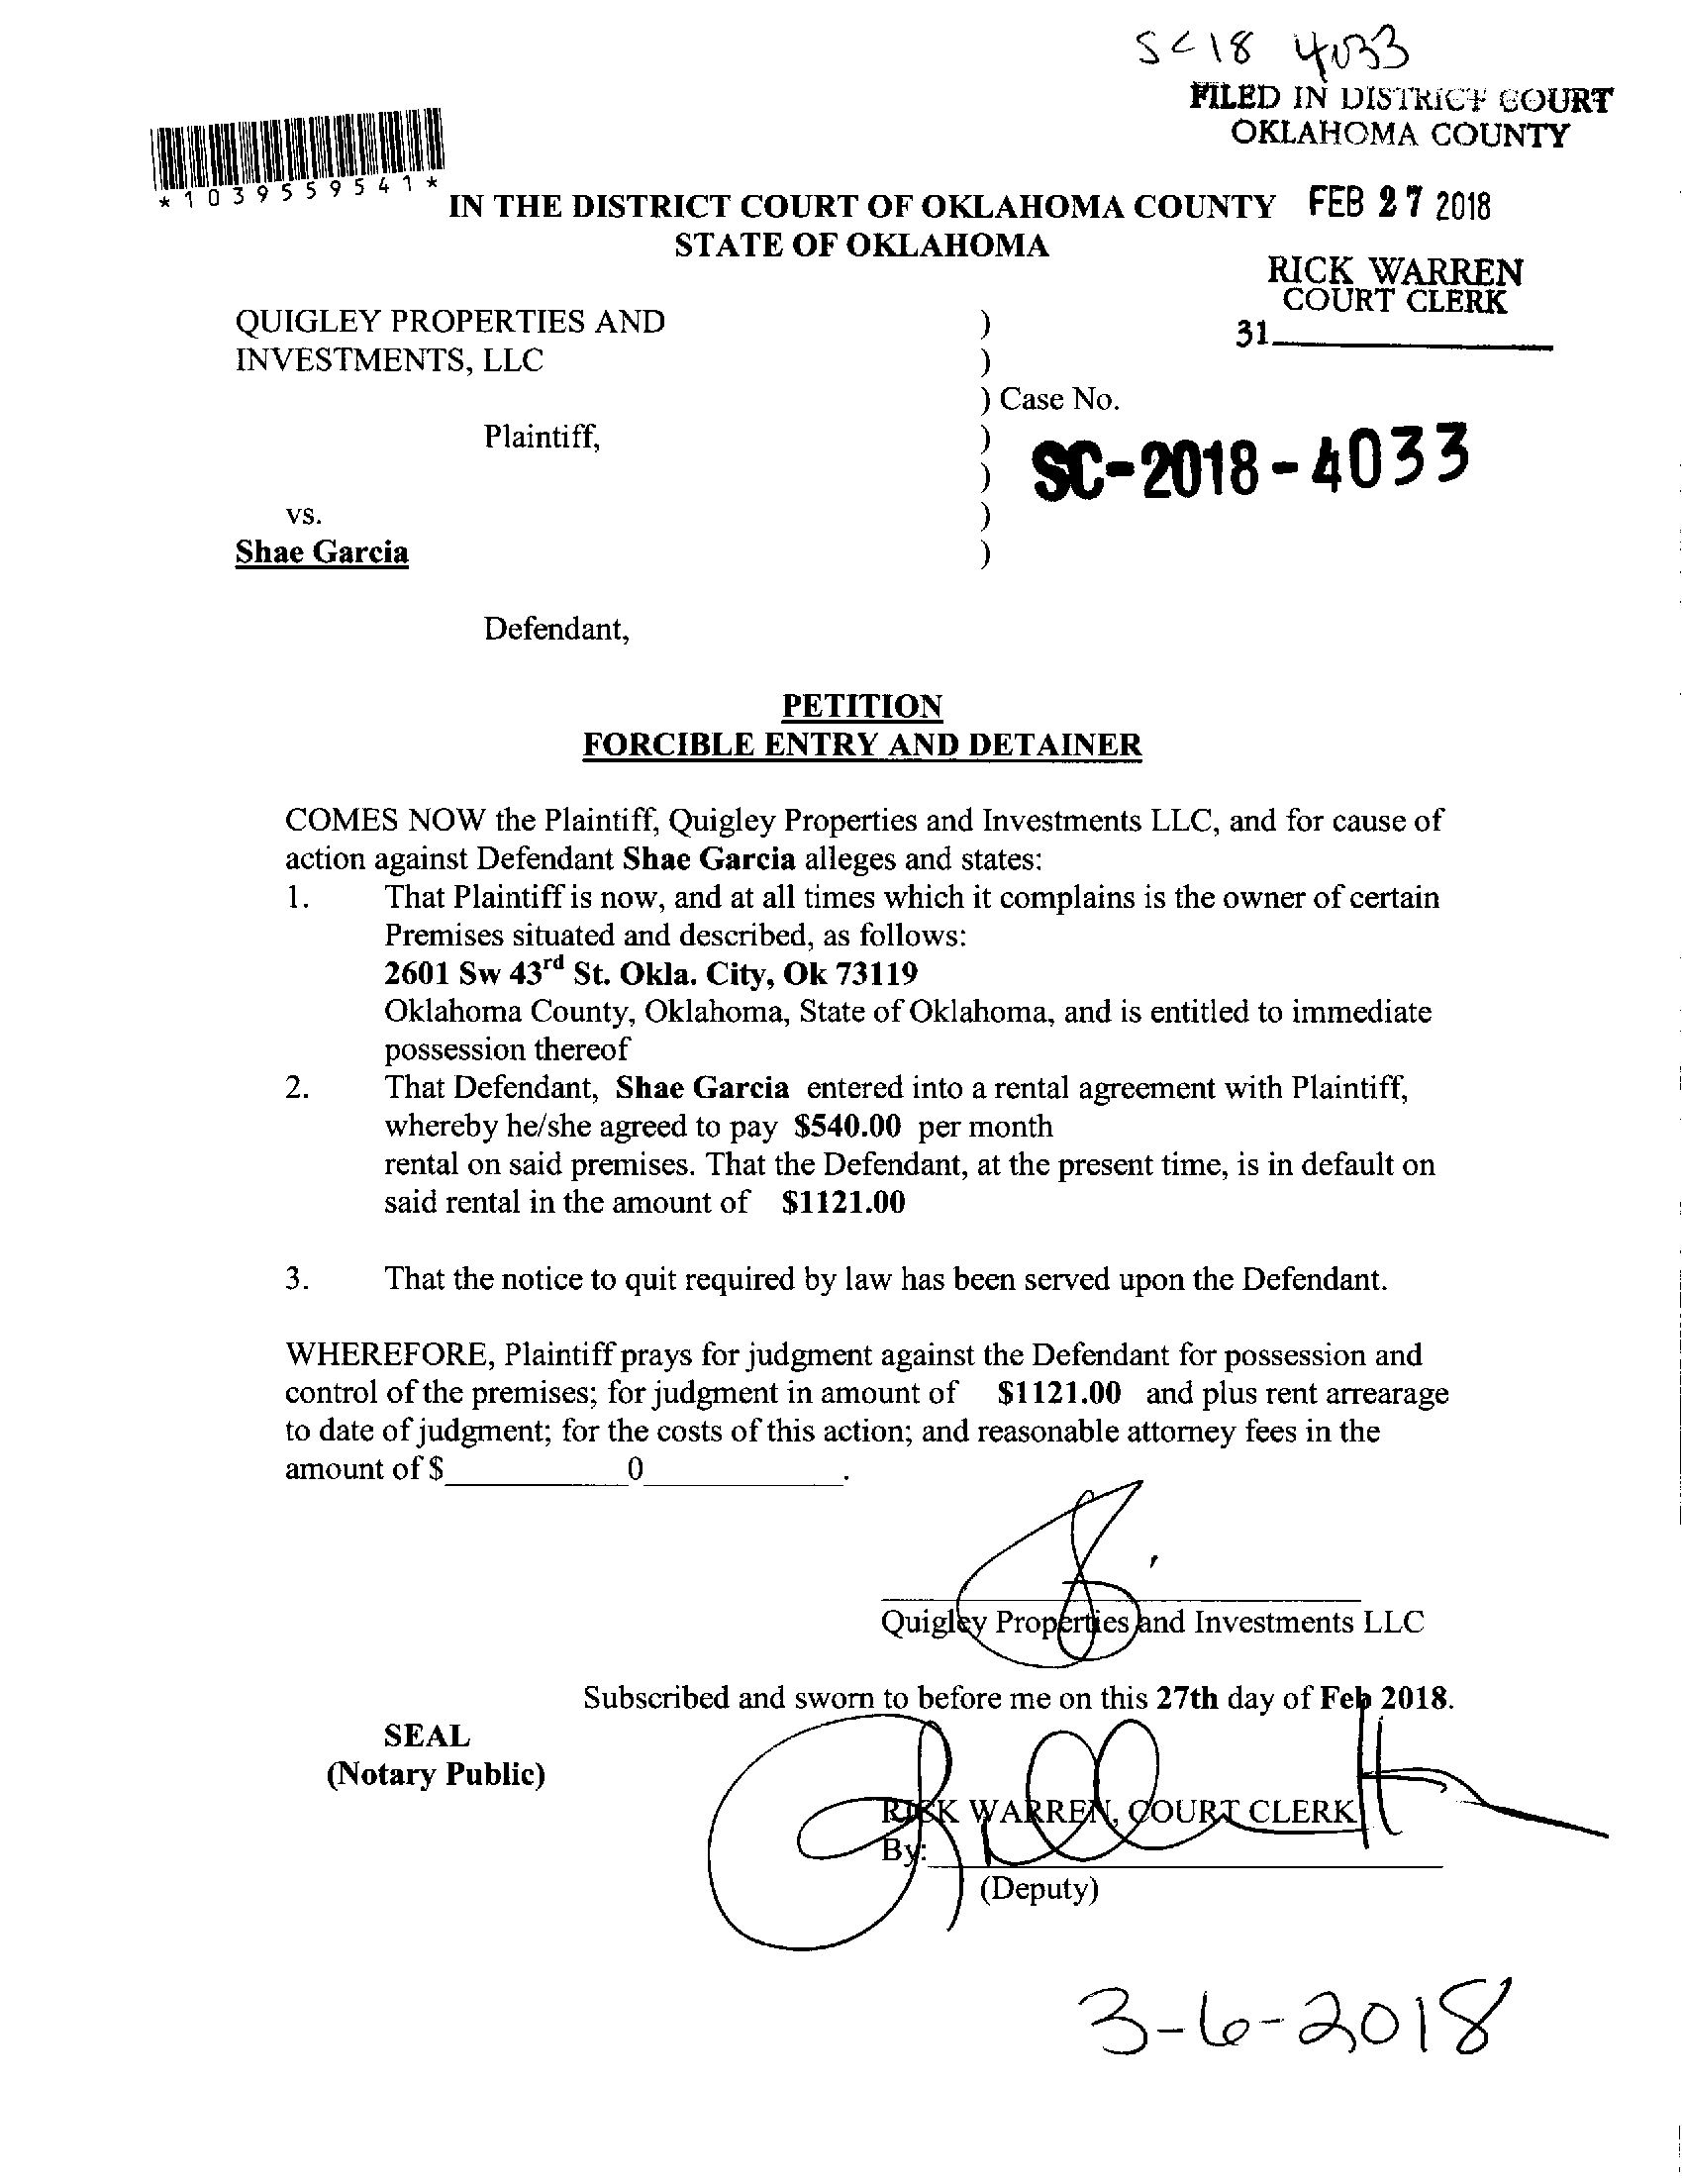 SC18 4033
FILED IN DISTRICT COURT
OKLAHOMA COUNTY
*1039559541*
IN THE DISTRICT COURT OF OKLAHOMA COUNTY
FEB 27 2018
STATE OF OKLAHOMA
RICK WARREN
COURT CLERK
31
QUIGLEY PROPERTIES AND )
INVESTMENTS, LLC )
) Case No.
Plaintiff, )
) SC-2018-4033
vs. )
Shae Garcia )
Defendant,
PETITION
FORCIBLE ENTRY AND DETAINER
COMES NOW the Plaintiff, Quigley Properties and Investments LLC, and for cause of
action against Defendant Shae Garcia alleges and states:
1. That Plaintiff is now, and at all times which it complains is the owner of certain
Premises situated and described, as follows:
2601 Sw 43rd St. Okla. City, Ok 73119
Oklahoma County, Oklahoma, State of Oklahoma, and is entitled to immediate
possession thereof
2. That Defendant, Shae Garcia entered into a rental agreement with Plaintiff,
whereby he/she agreed to pay $540.00 per month
rental on said premises. That the Defendant, at the present time, is in default on
said rental in the amount of $1121.00
3. That the notice to quit required by law has been served upon the Defendant.
WHEREFORE, Plaintiff prays for judgment against the Defendant for possession and
control of the premises; for judgment in amount of $1121.00 and plus rent arrearage
to date of judgment; for the costs of this action; and reasonable attorney fees in the
amount of $ 0 .
Quigley Properties and Investments LLC
Subscribed and sworn to before me on this 27th day of Feb 2018.
SEAL
(Notary Public)
RICK WARREN, COURT CLERK
By:
(Deputy)
3-6-2018